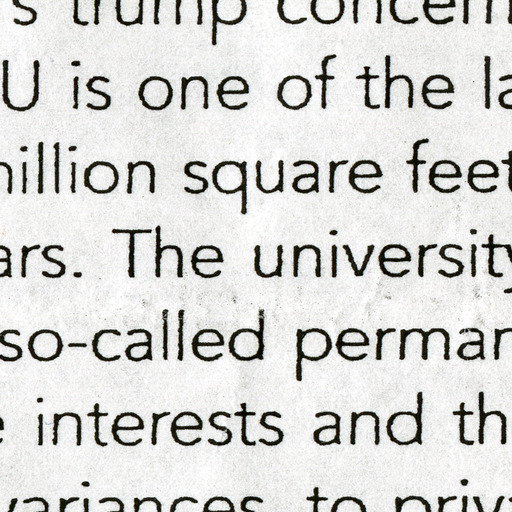 's trump concern
U is one of the la
million square feet
ars. The university
so-called perman
e interests and th
variances, to priva